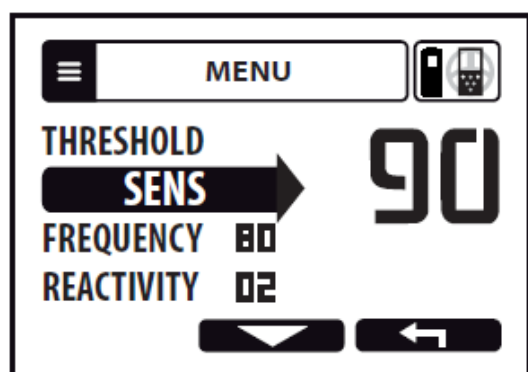 MENU
THRESHOLD
SENS 90
FREQUENCY 80
REACTIVITY 02